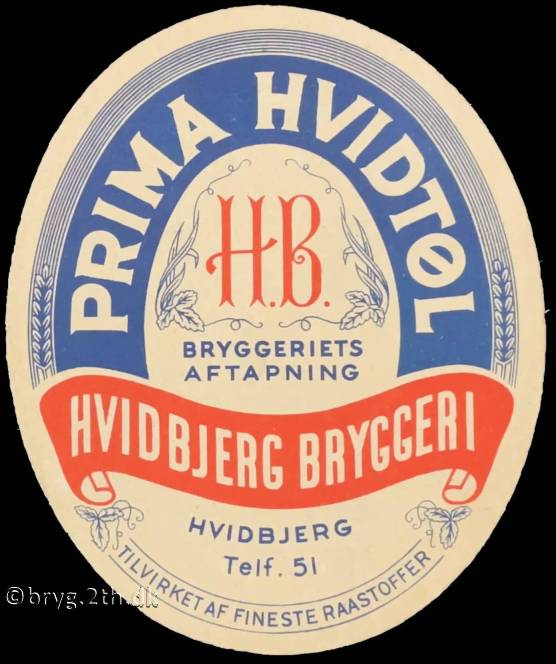 PRIMA HVIDTØL
H.B.
BRYGGERIETS
AFTAPNING
HVIDBJERG BRYGGERI
HVIDBJERG
Telf. 51
TILVIRKET AF FINESTE RAASTOFFER
©bryg.2th.dk